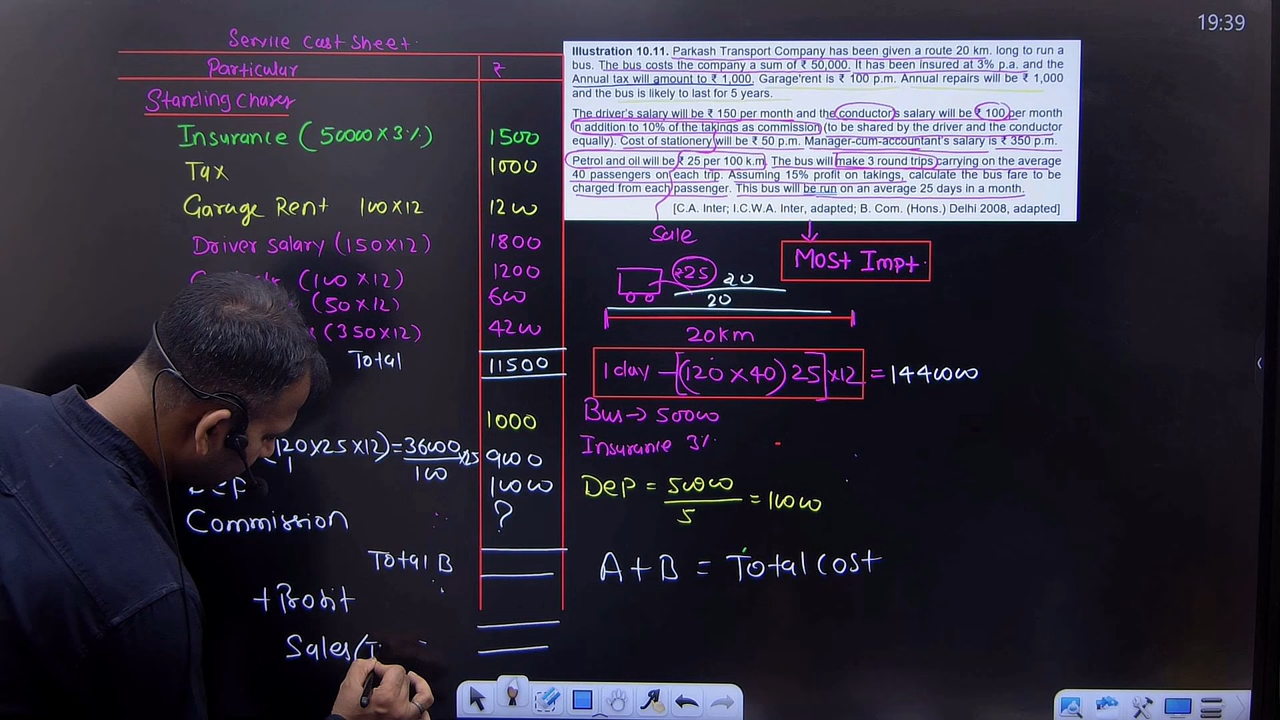 19:39
Service Cost Sheet
Particular ₹
Standing Charges
Insurance (50000×3%) 1500
Tax 1000
Garage Rent 100×12 1200
Driver salary (150×12) 1800
(100×12) 1200
(50×12) 600
(350×12) 4200
Total 11500
1000
120×25×12)=36000/100 ×25 9000
Dep 10000
Commission ?
Total B
+Profit
Sales(T
Illustration 10.11. Parkash Transport Company has been given a route 20 km. long to run a
bus. The bus costs the company a sum of ₹ 50,000. It has been insured at 3% p.a. and the
Annual tax will amount to ₹ 1,000. Garage'rent is ₹ 100 p.m. Annual repairs will be ₹ 1,000
and the bus is likely to last for 5 years.
The driver's salary will be ₹ 150 per month and the conductor's salary will be ₹ 100 per month
in addition to 10% of the takings as commission (to be shared by the driver and the conductor
equally). Cost of stationery will be ₹ 50 p.m. Manager-cum-accountant's salary is ₹ 350 p.m.
Petrol and oil will be ₹ 25 per 100 k.m. The bus will make 3 round trips carrying on the average
40 passengers on each trip. Assuming 15% profit on takings, calculate the bus fare to be
charged from each passenger. This bus will be run on an average 25 days in a month.
[C.A. Inter; I.C.W.A. Inter, adapted; B. Com. (Hons.) Delhi 2008, adapted]
Sale
Most Impt.
₹25 20
20
20km
1day -[(120×40)25]×12 = 1440000
Bus→50000
Insurance 3%
Dep = 50000/5 = 10000
A+B = Total Cost